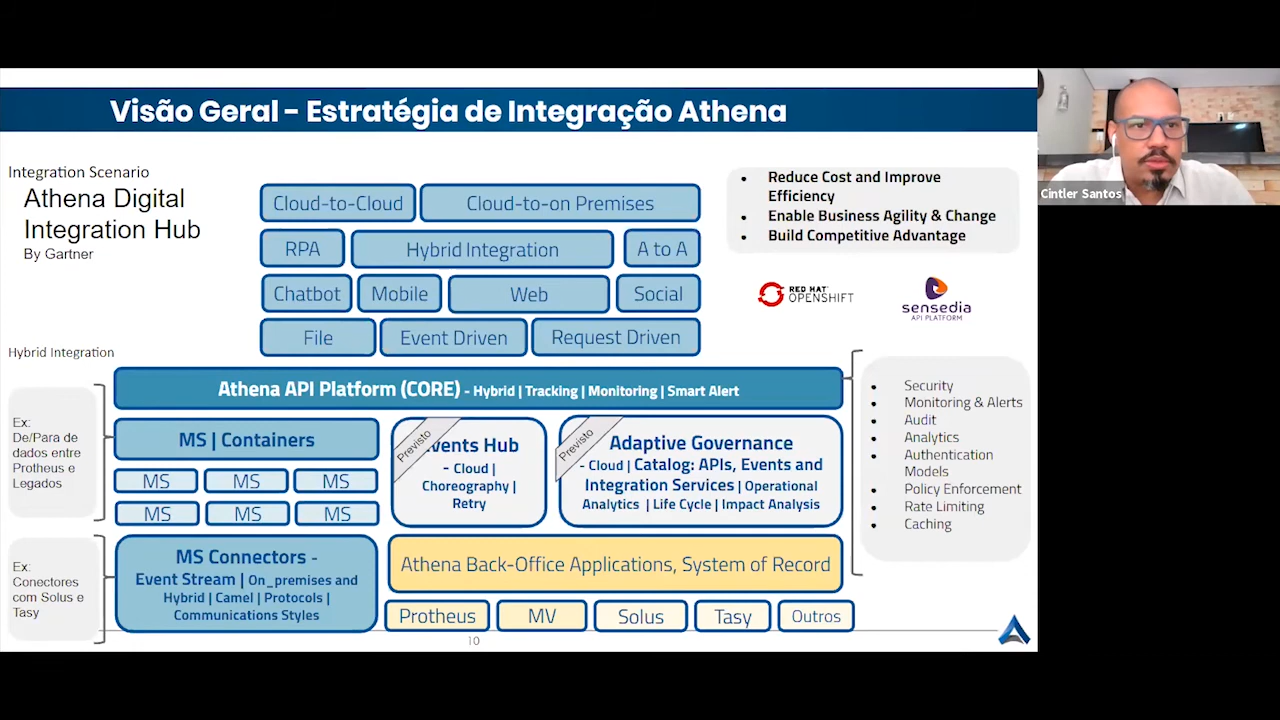 Visão Geral – Estratégia de Integração Athena
Integration Scenario
Athena Digital
Integration Hub
By Gartner
Cloud-to-Cloud
Cloud-to-on Premises
RPA
Hybrid Integration
A to A
Chatbot
Mobile
Web
Social
File
Event Driven
Request Driven
• Reduce Cost and Improve
Efficiency
• Enable Business Agility & Change
• Build Competitive Advantage
RED HAT
OPENSHIFT
sensedia
API PLATFORM
Cintler Santos
Hybrid Integration
Athena API Platform (CORE) - Hybrid | Tracking | Monitoring | Smart Alert
Ex:
De/Para de
dados entre
Protheus e
Legados
MS | Containers
MS
MS
MS
MS
MS
MS
Previsto
vents Hub
- Cloud |
Choreography |
Retry
Previsto
Adaptive Governance
- Cloud | Catalog: APIs, Events and
Integration Services | Operational
Analytics | Life Cycle | Impact Analysis
• Security
• Monitoring & Alerts
• Audit
• Analytics
• Authentication
Models
• Policy Enforcement
• Rate Limiting
• Caching
Ex:
Conectores
com Solus e
Tasy
MS Connectors -
Event Stream | On_premises and
Hybrid | Camel | Protocols |
Communications Styles
Athena Back-Office Applications, System of Record
Protheus
MV
Solus
Tasy
Outros
10